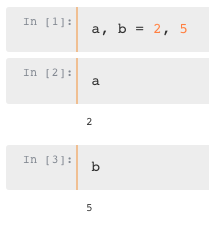 In [1]: a, b = 2, 5
In [2]: a
2
In [3]: b
5